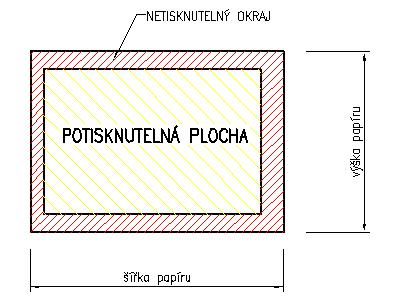 NETISKNUTELNÝ OKRAJ
POTISKNUTELNÁ PLOCHA
výška papíru
šířka papíru